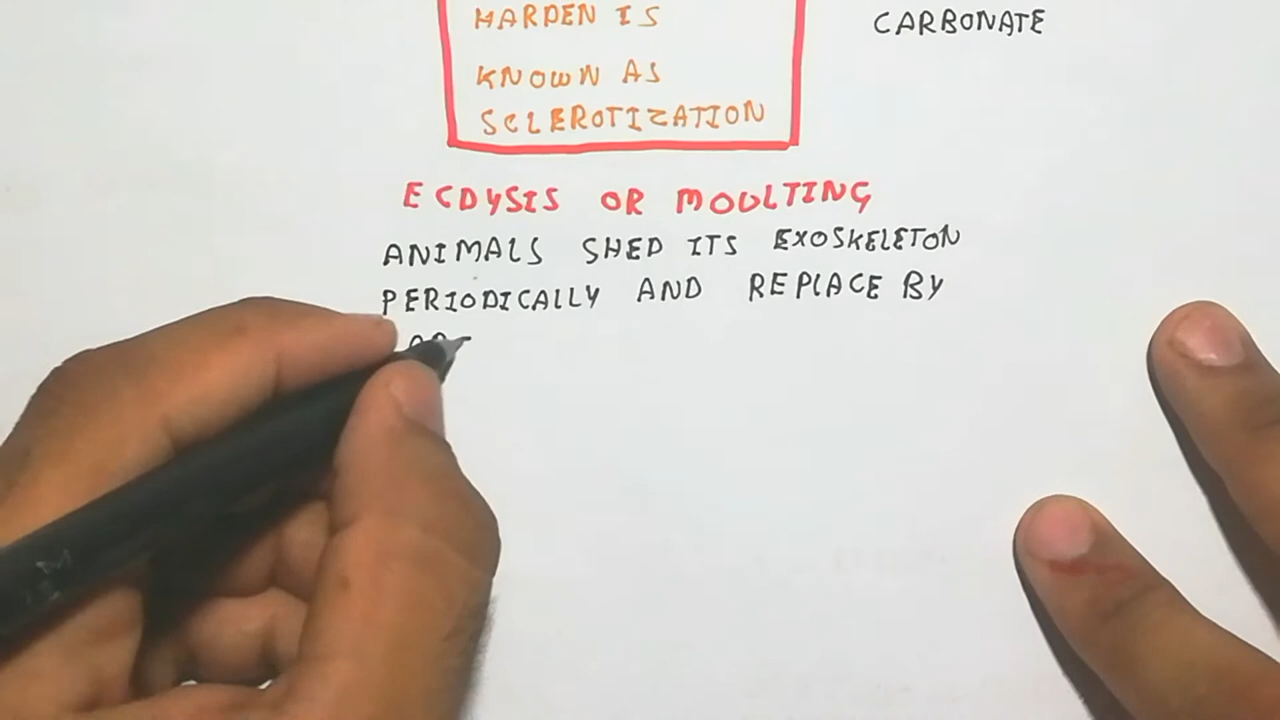 HARDEN IS
KNOWN AS
SCLEROTIZATION
CARBONATE
ECDYSIS OR MOULTING
ANIMALS SHED ITS EXOSKELETON
PERIODICALLY AND REPLACE BY